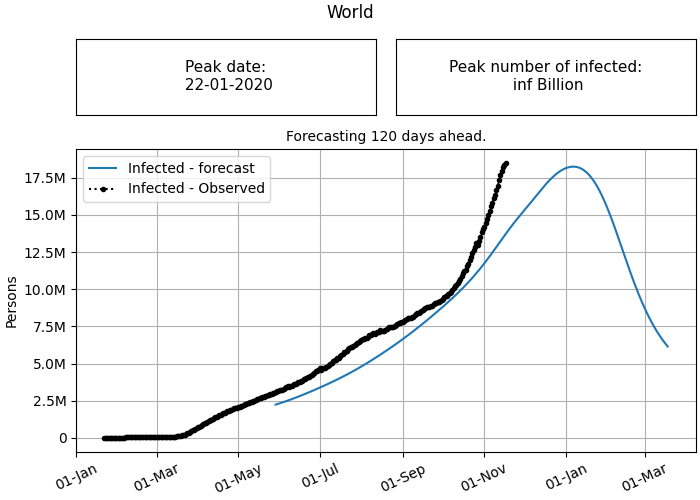 World
Peak date:
22-01-2020
Peak number of infected:
inf Billion
Forecasting 120 days ahead.
Infected - forecast
Infected - Observed
17.5M
15.0M
12.5M
10.0M
7.5M
5.0M
2.5M
0
Persons
01-Jan
01-Mar
01-May
01-Jul
01-Sep
01-Nov
01-Jan
01-Mar